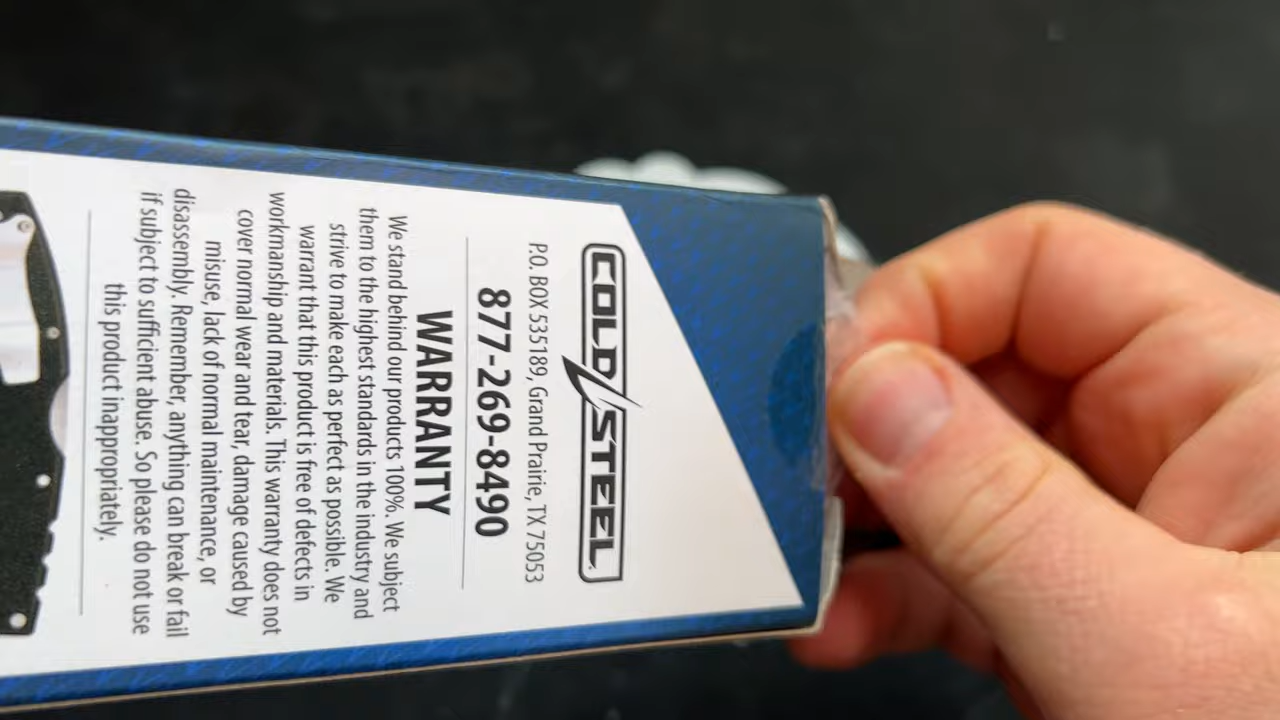 COLD STEEL
P.O. BOX 535189, Grand Prairie, TX 75053
877-269-8490
WARRANTY
We stand behind our products 100%. We subject
them to the highest standards in the industry and
strive to make each as perfect as possible. We
warrant that this product is free of defects in
workmanship and materials. This warranty does not
cover normal wear and tear, damage caused by
misuse, lack of normal maintenance, or
disassembly. Remember, anything can break or fail
if subject to sufficient abuse. So please do not use
this product inappropriately.